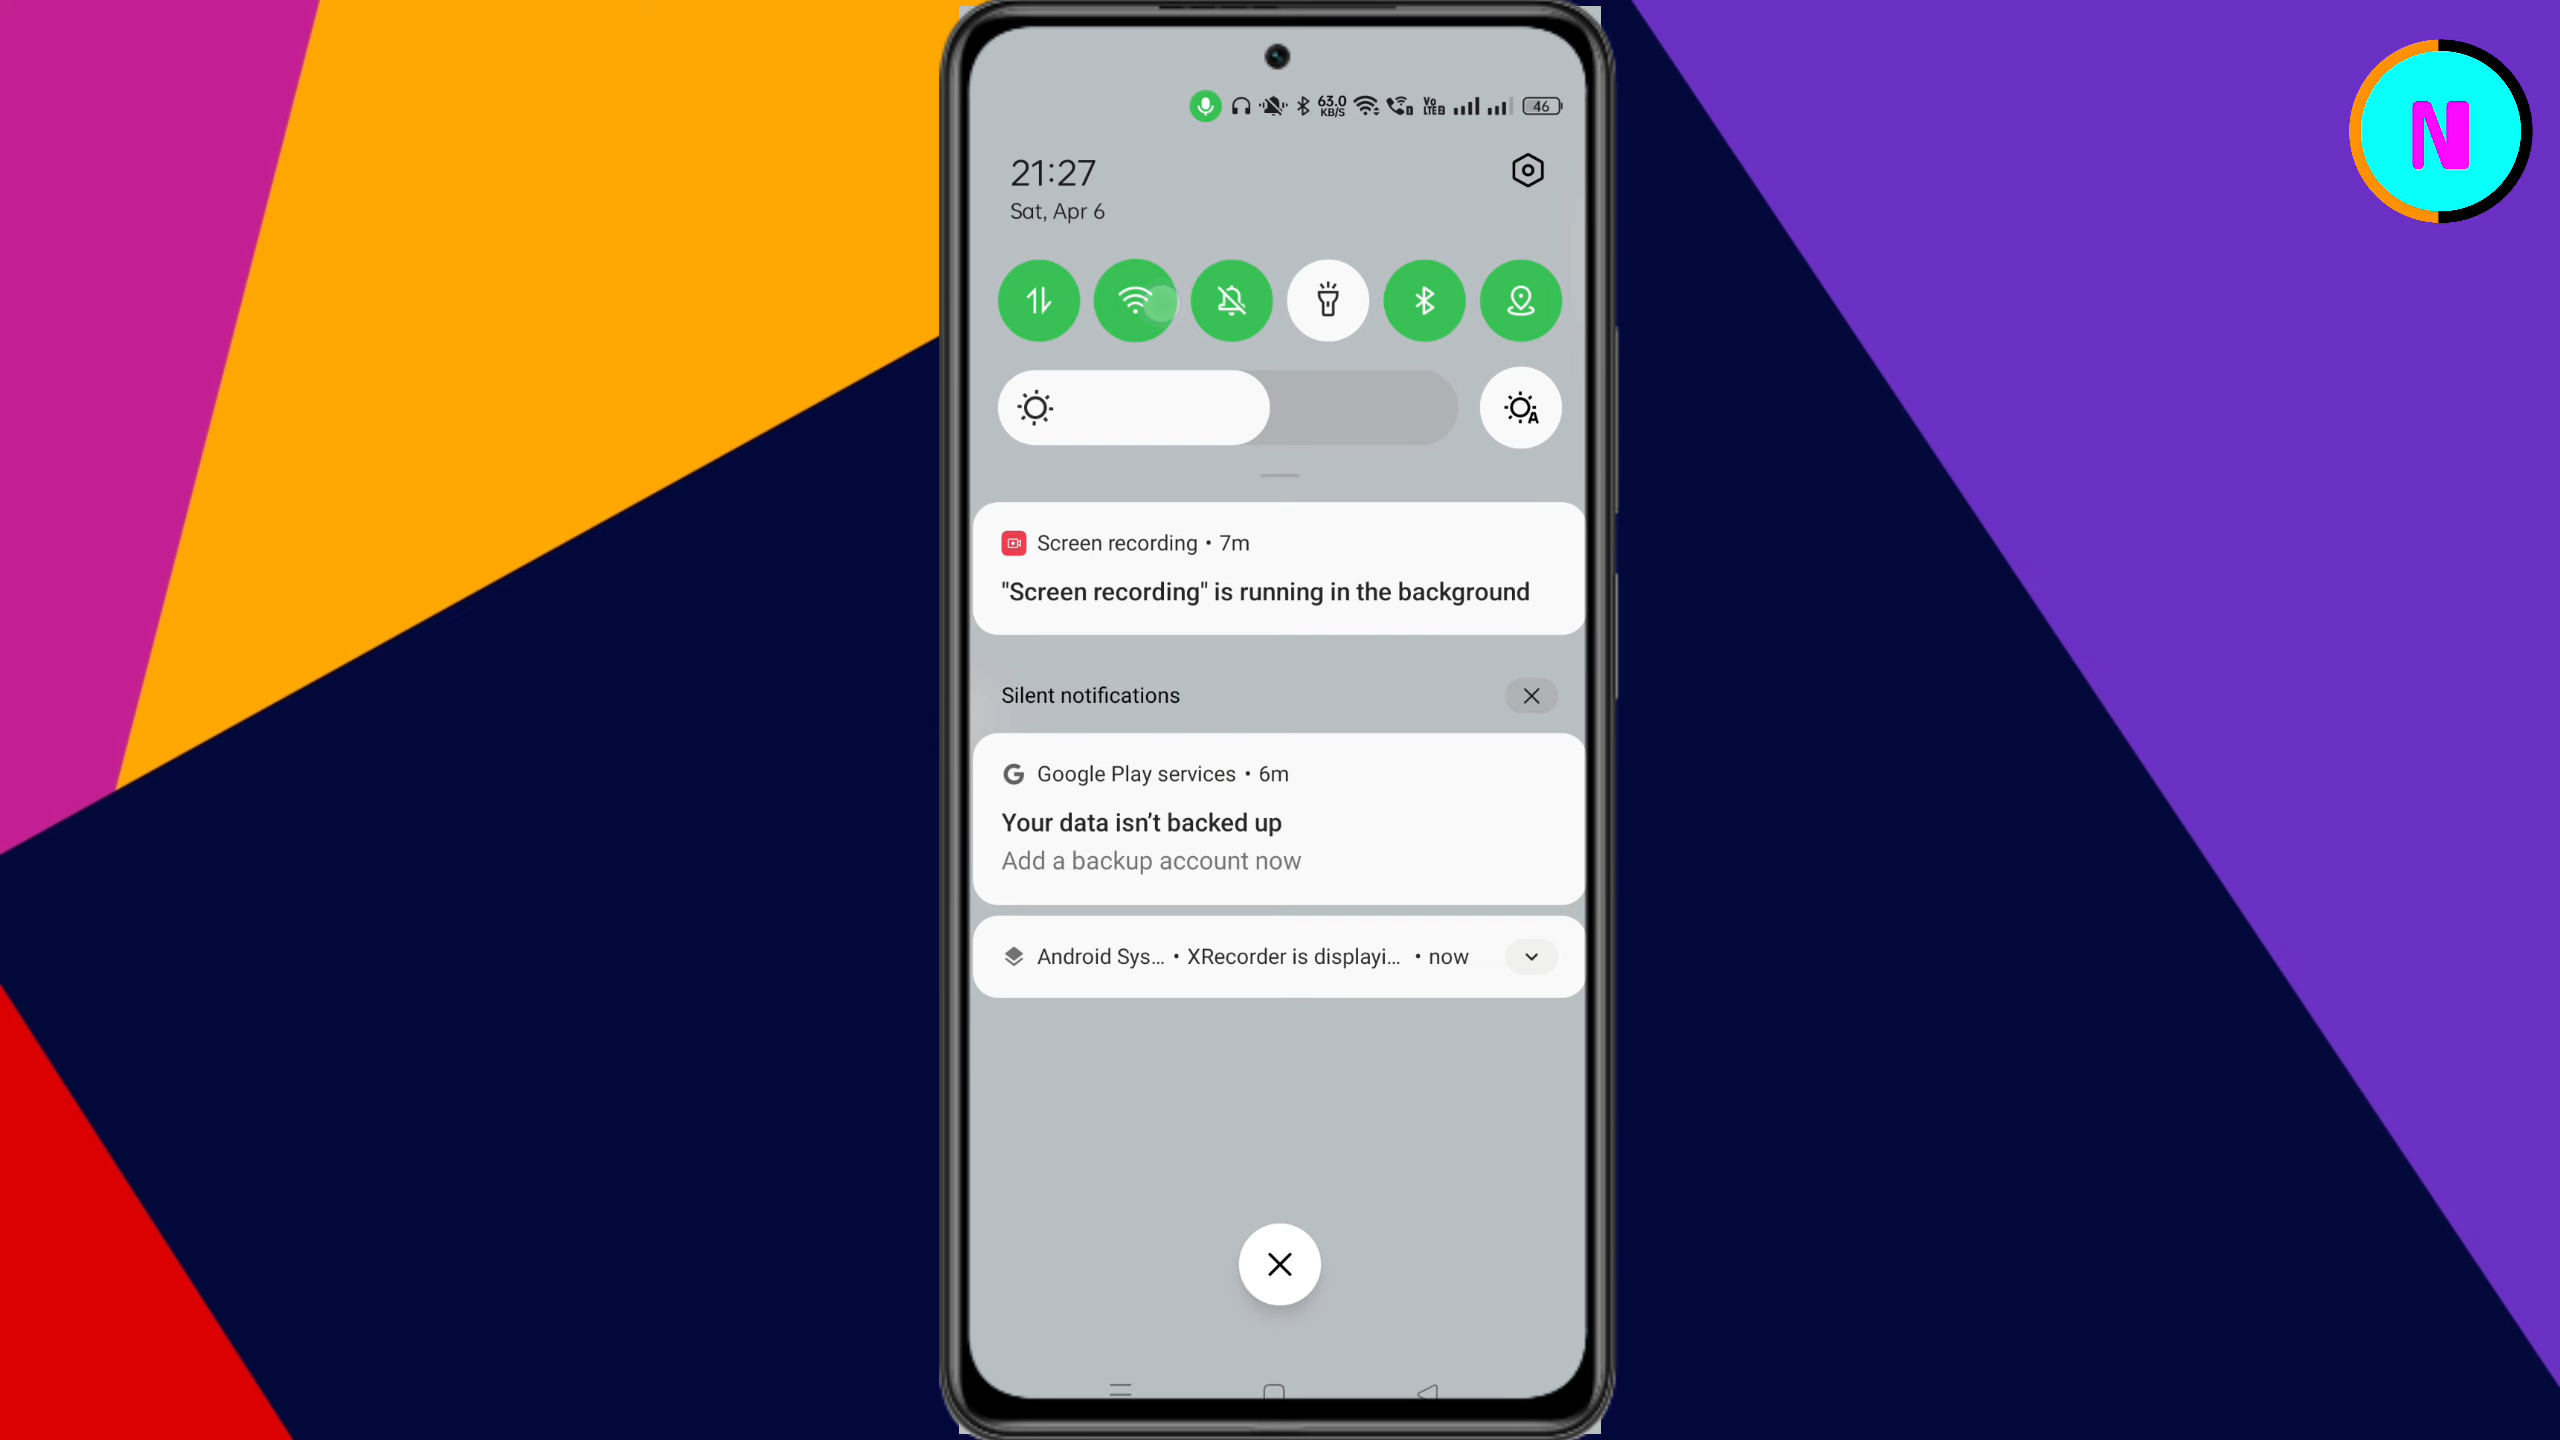 63.0
KB/S
Vo
LTE2
46
21:27
Sat, Apr 6
Screen recording • 7m
"Screen recording" is running in the background
Silent notifications
Google Play services • 6m
Your data isn’t backed up
Add a backup account now
Android Sys... • XRecorder is displayi... • now
N